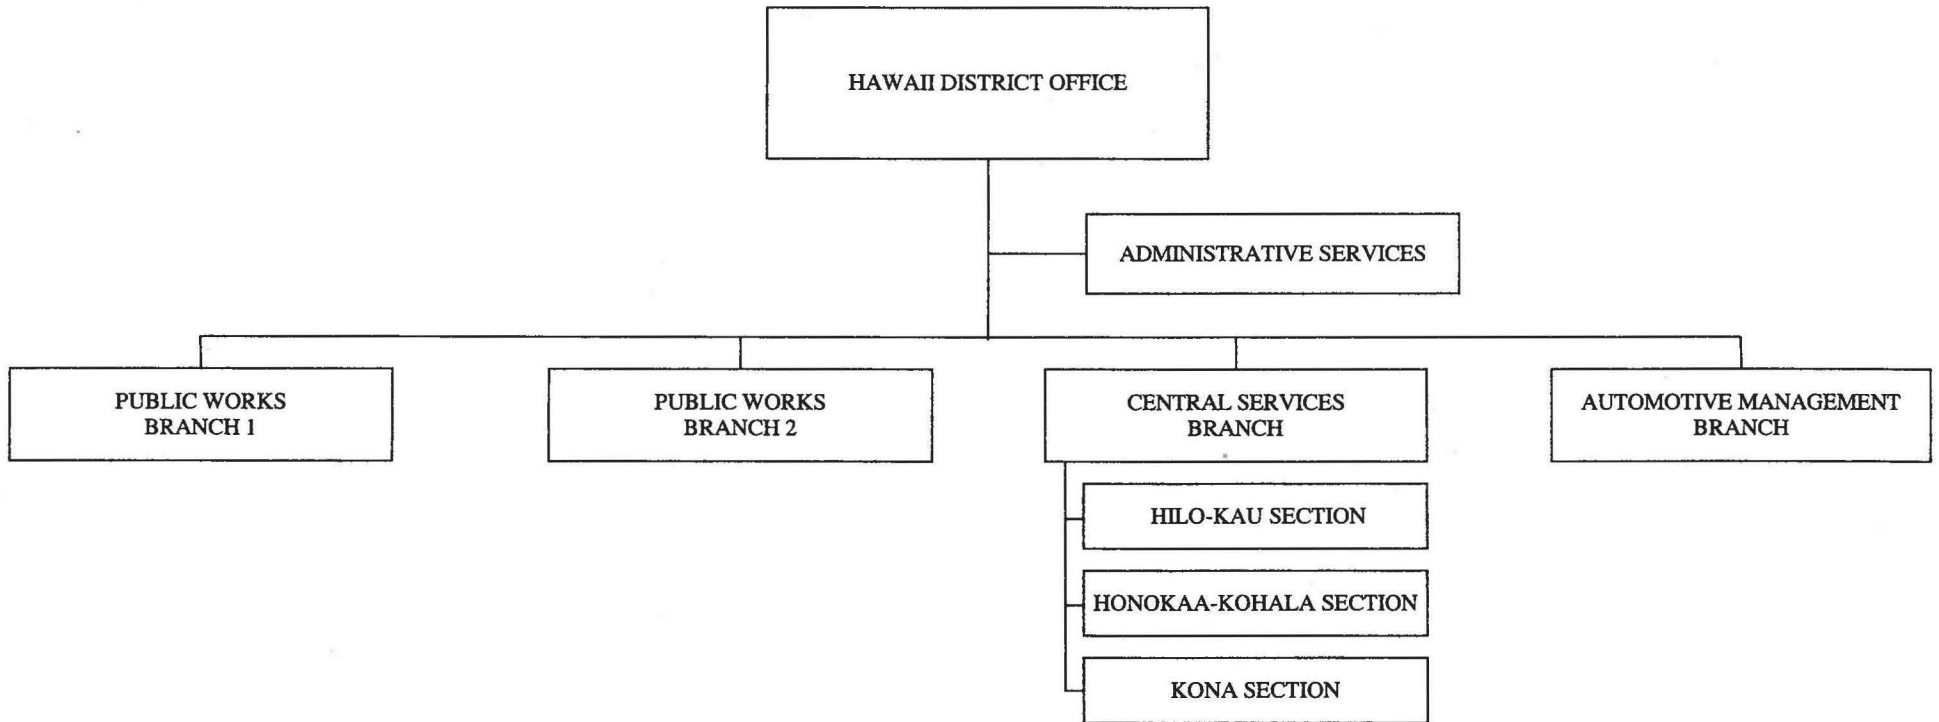 HAWAII DISTRICT OFFICE
ADMINISTRATIVE SERVICES
PUBLIC WORKS
BRANCH 1
PUBLIC WORKS
BRANCH 2
CENTRAL SERVICES
BRANCH
AUTOMOTIVE MANAGEMENT
BRANCH
HILO-KAU SECTION
HONOKAA-KOHALA SECTION
KONA SECTION